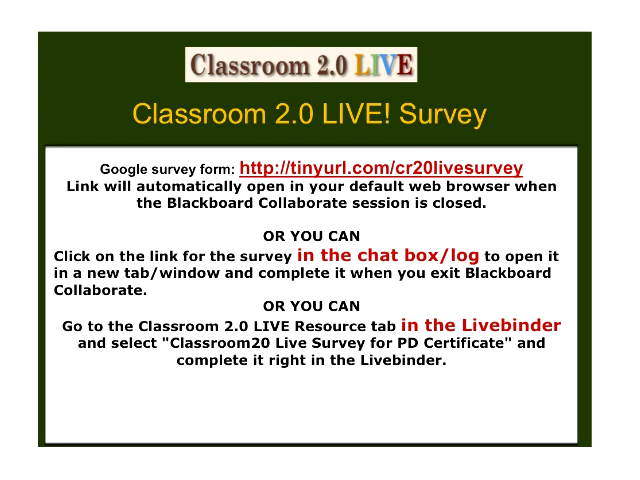 Classroom 2.0 LIVE
Classroom 2.0 LIVE! Survey
Google survey form: http://tinyurl.com/cr20livesurvey
Link will automatically open in your default web browser when
the Blackboard Collaborate session is closed.
OR YOU CAN
Click on the link for the survey in the chat box/log to open it
in a new tab/window and complete it when you exit Blackboard
Collaborate.
OR YOU CAN
Go to the Classroom 2.0 LIVE Resource tab in the Livebinder
and select "Classroom20 Live Survey for PD Certificate" and
complete it right in the Livebinder.